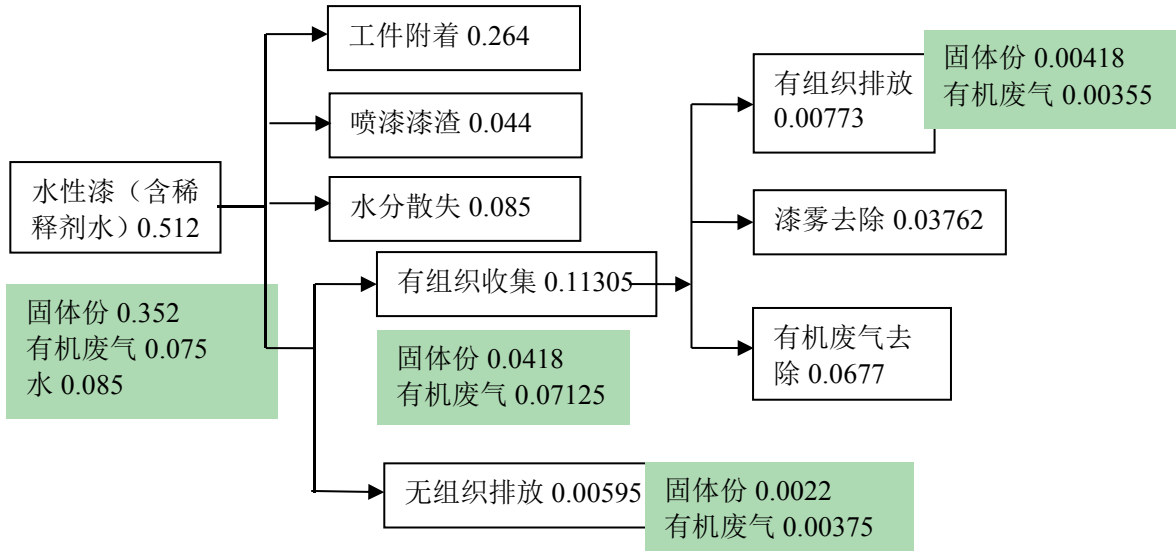 工件附着 0.264
喷漆漆渣 0.044
水分散失 0.085
水性漆（含稀
释剂水）0.512
固体份 0.352
有机废气 0.075
水 0.085
有组织收集 0.11305
固体份 0.0418
有机废气 0.07125
无组织排放 0.00595
固体份 0.0022
有机废气 0.00375
有组织排放
0.00773
固体份 0.00418
有机废气 0.00355
漆雾去除 0.03762
有机废气去
除 0.0677